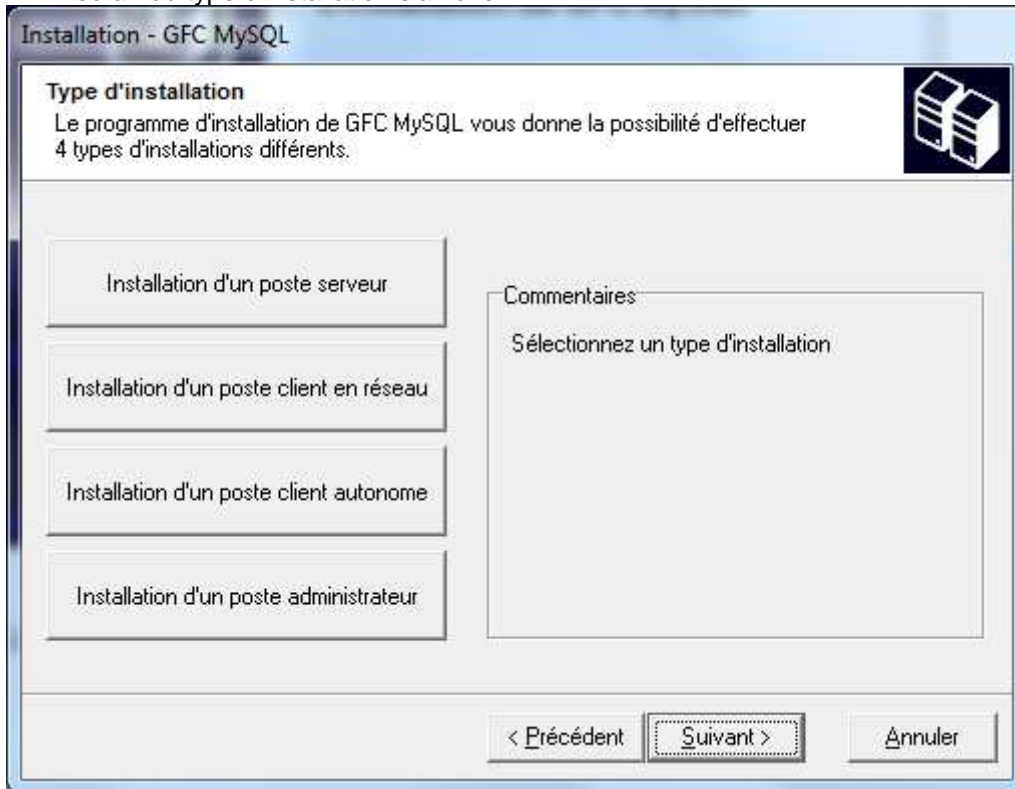 Installation - GFC MySQL
Type d'installation
Le programme d'installation de GFC MySQL vous donne la possibilité d'effectuer
4 types d'installations différents.
Installation d'un poste serveur
Installation d'un poste client en réseau
Installation d'un poste client autonome
Installation d'un poste administrateur
Commentaires
Sélectionnez un type d'installation
< Précédent
Suivant >
Annuler